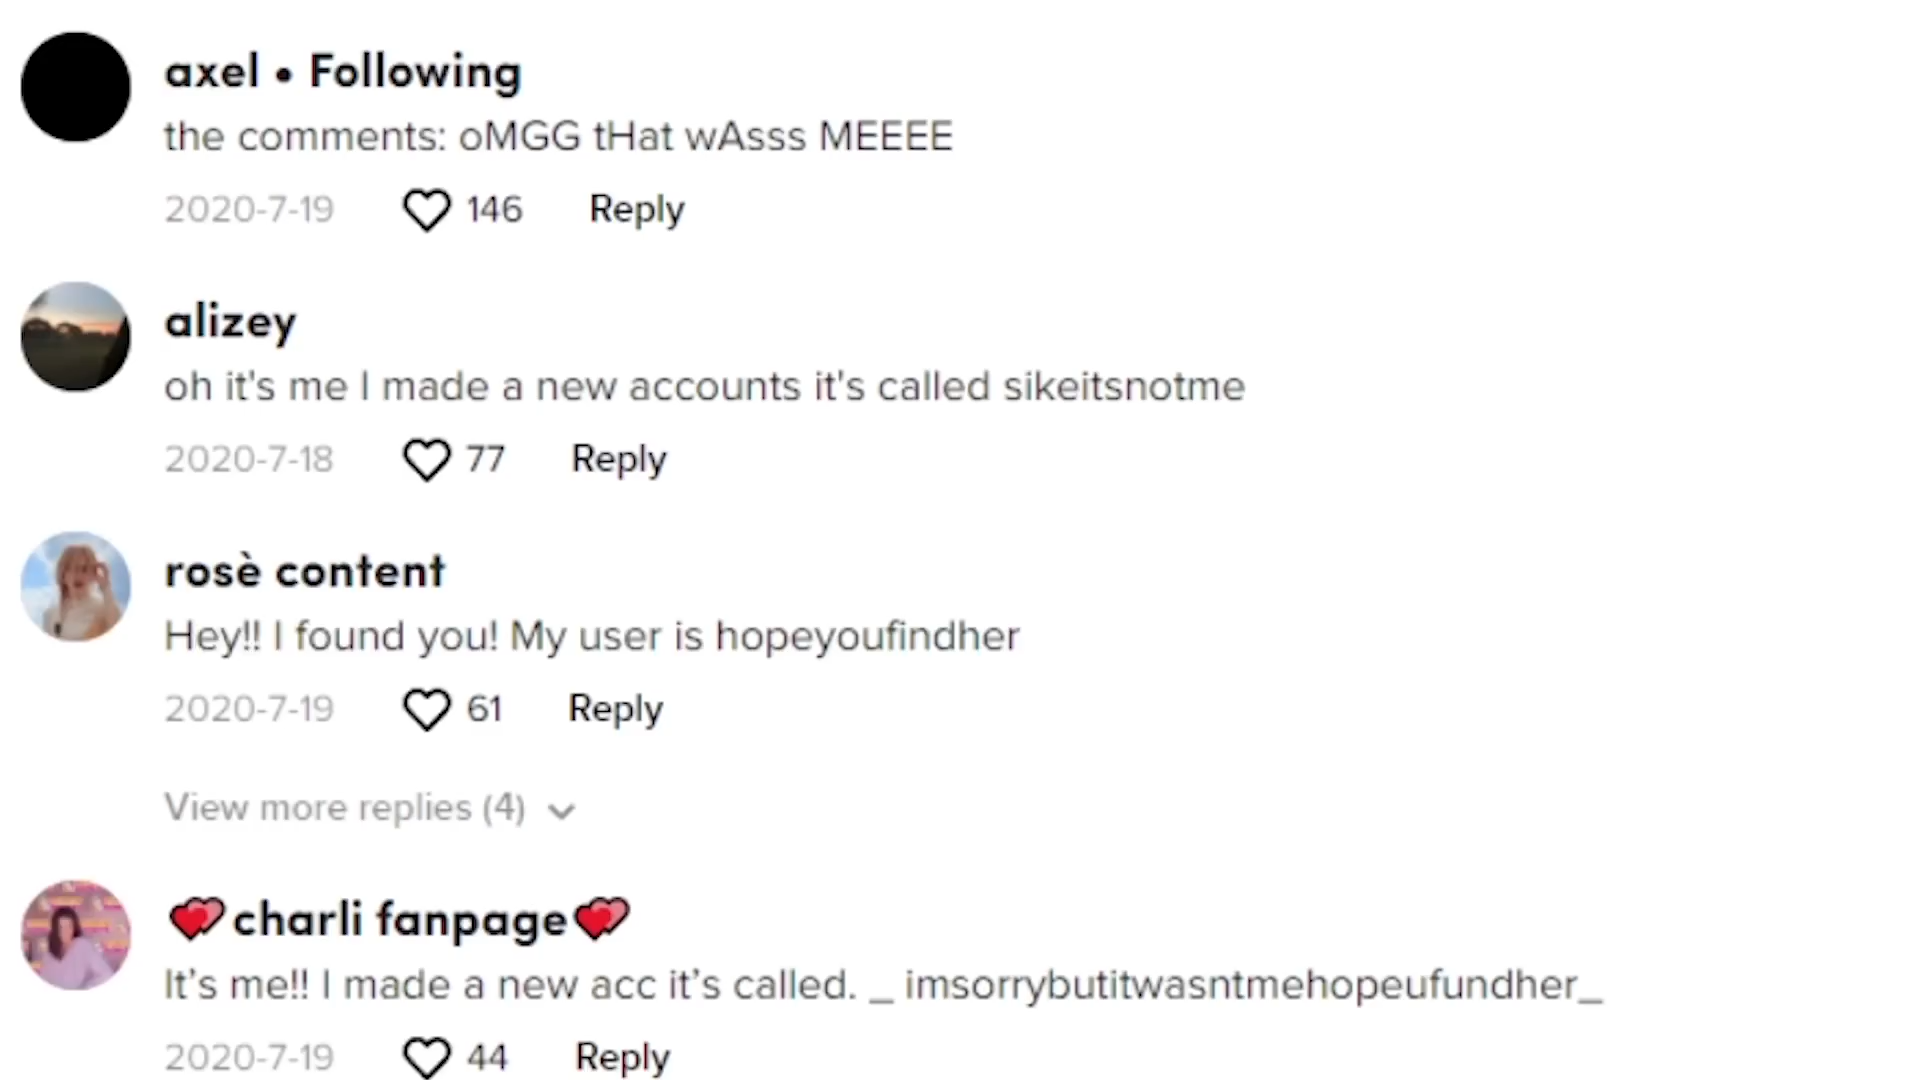 axel • Following
the comments: oMGG tHat wAsss MEEEE
2020-7-19 146 Reply
alizey
oh it's me I made a new accounts it's called sikeitsnotme
2020-7-18 77 Reply
rosè content
Hey!! I found you! My user is hopeyoufindher
2020-7-19 61 Reply
View more replies (4)
💕charli fanpage💕
It’s me!! I made a new acc it’s called. _ imsorrybutitwasntmehopeufundher_
2020-7-19 44 Reply